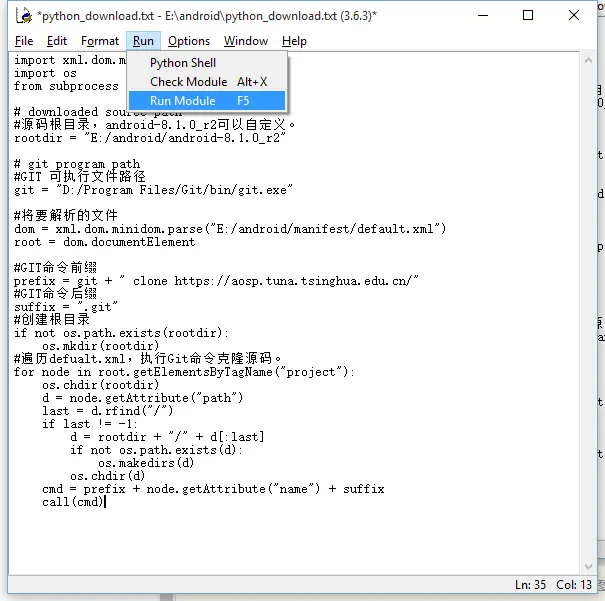 *python_download.txt - E:\android\python_download.txt (3.6.3)*
File Edit Format Run Options Window Help
Python Shell
Check Module Alt+X
Run Module F5
import xml.dom.m
import os
from subprocess
# downloaded source path
#源码根目录，android-8.1.0_r2可以自定义。
rootdir = "E:/android/android-8.1.0_r2"
# git program path
#GIT 可执行文件路径
git = "D:/Program Files/Git/bin/git.exe"
#将要解析的文件
dom = xml.dom.minidom.parse("E:/android/manifest/default.xml")
root = dom.documentElement
#GIT命令前缀
prefix = git + " clone https://aosp.tuna.tsinghua.edu.cn/"
#GIT命令后缀
suffix = ".git"
#创建根目录
if not os.path.exists(rootdir):
    os.mkdir(rootdir)
#遍历defualt.xml，执行Git命令克隆源码。
for node in root.getElementsByTagName("project"):
    os.chdir(rootdir)
    d = node.getAttribute("path")
    last = d.rfind("/")
    if last != -1:
        d = rootdir + "/" + d[:last]
        if not os.path.exists(d):
            os.makedirs(d)
        os.chdir(d)
    cmd = prefix + node.getAttribute("name") + suffix
    call(cmd)
Ln: 35 Col: 13